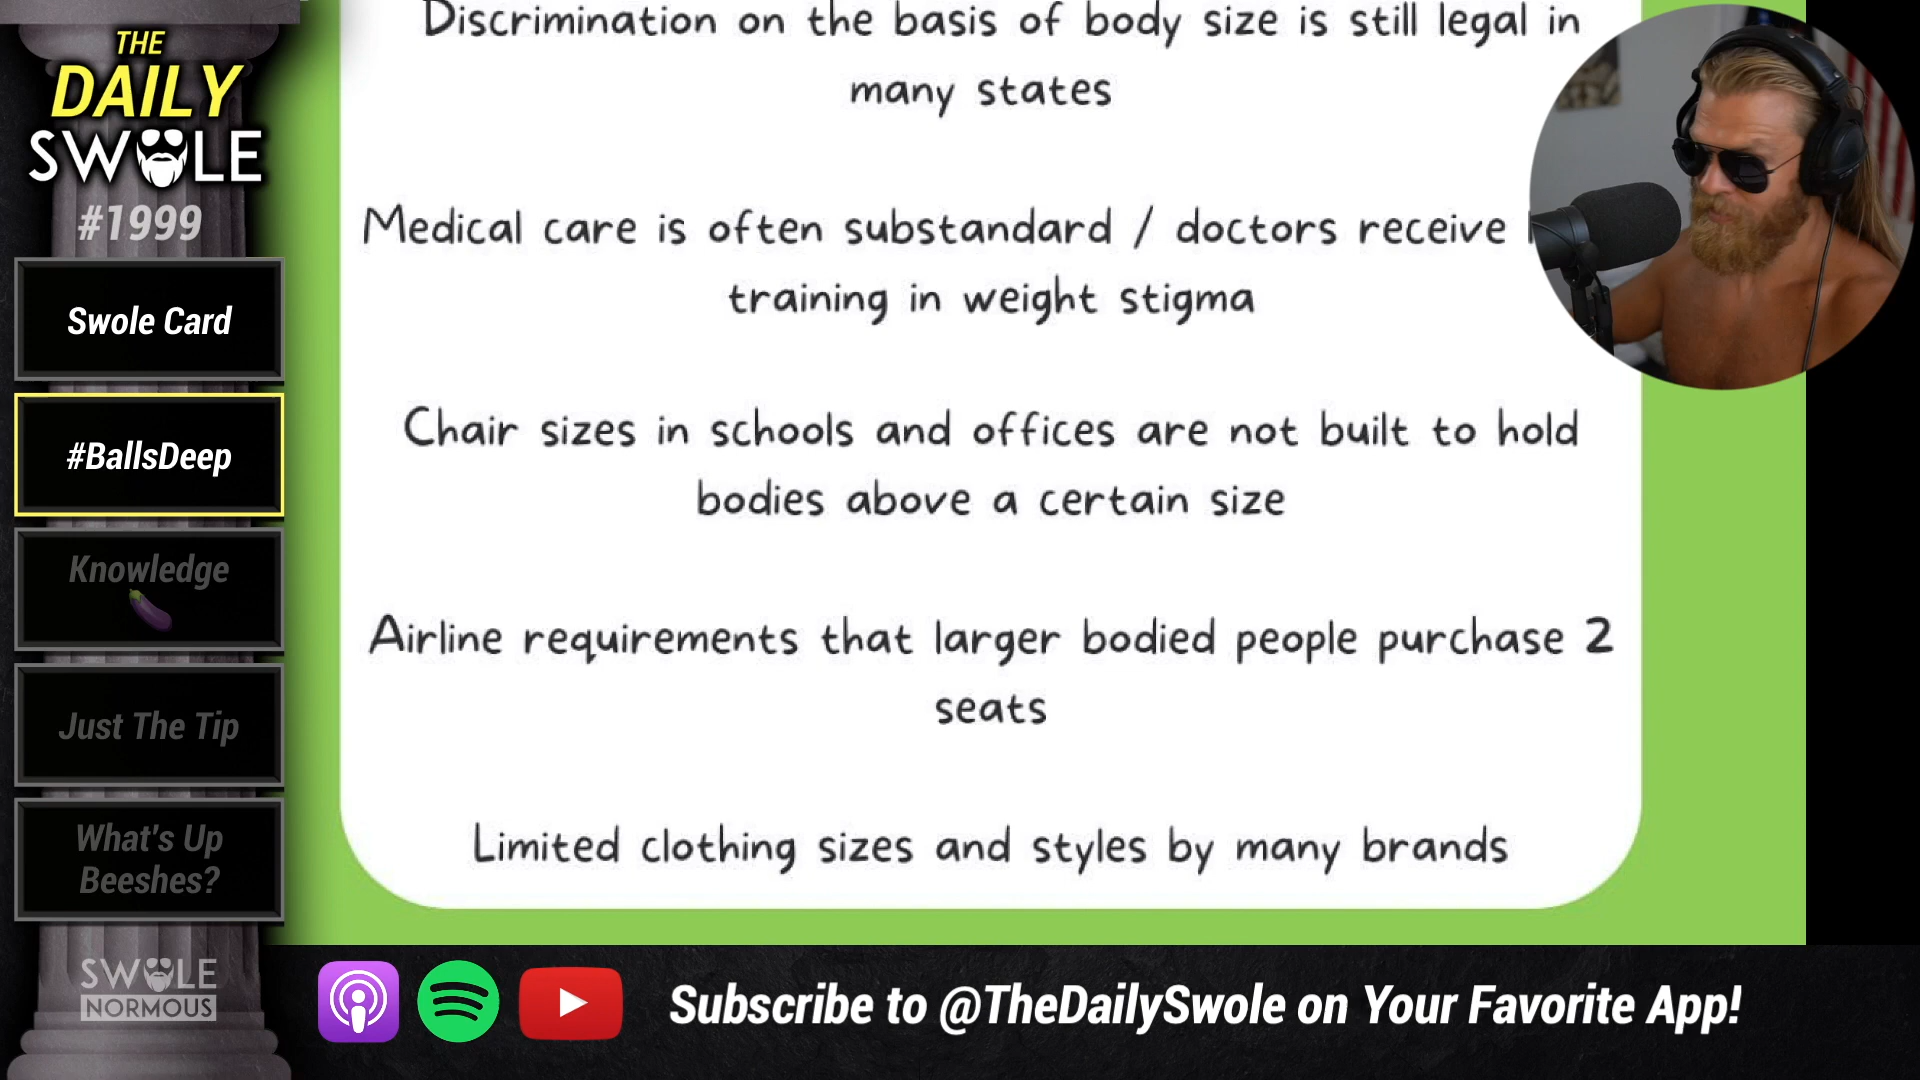 THE
DAILY
SWOLE
#1999
Swole Card
#BallsDeep
Knowledge
Just The Tip
What's Up
Beeshes?
SWOLE
NORMOUS
Discrimination on the basis of body size is still legal in
many states
Medical care is often substandard / doctors receive
training in weight stigma
Chair sizes in schools and offices are not built to hold
bodies above a certain size
Airline requirements that larger bodied people purchase 2
seats
Limited clothing sizes and styles by many brands
Subscribe to @TheDailySwole on Your Favorite App!